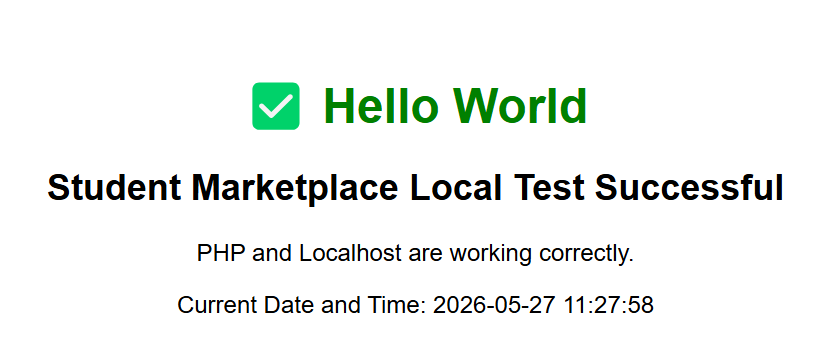 ✅ Hello World
Student Marketplace Local Test Successful
PHP and Localhost are working correctly.
Current Date and Time: 2026-05-27 11:27:58